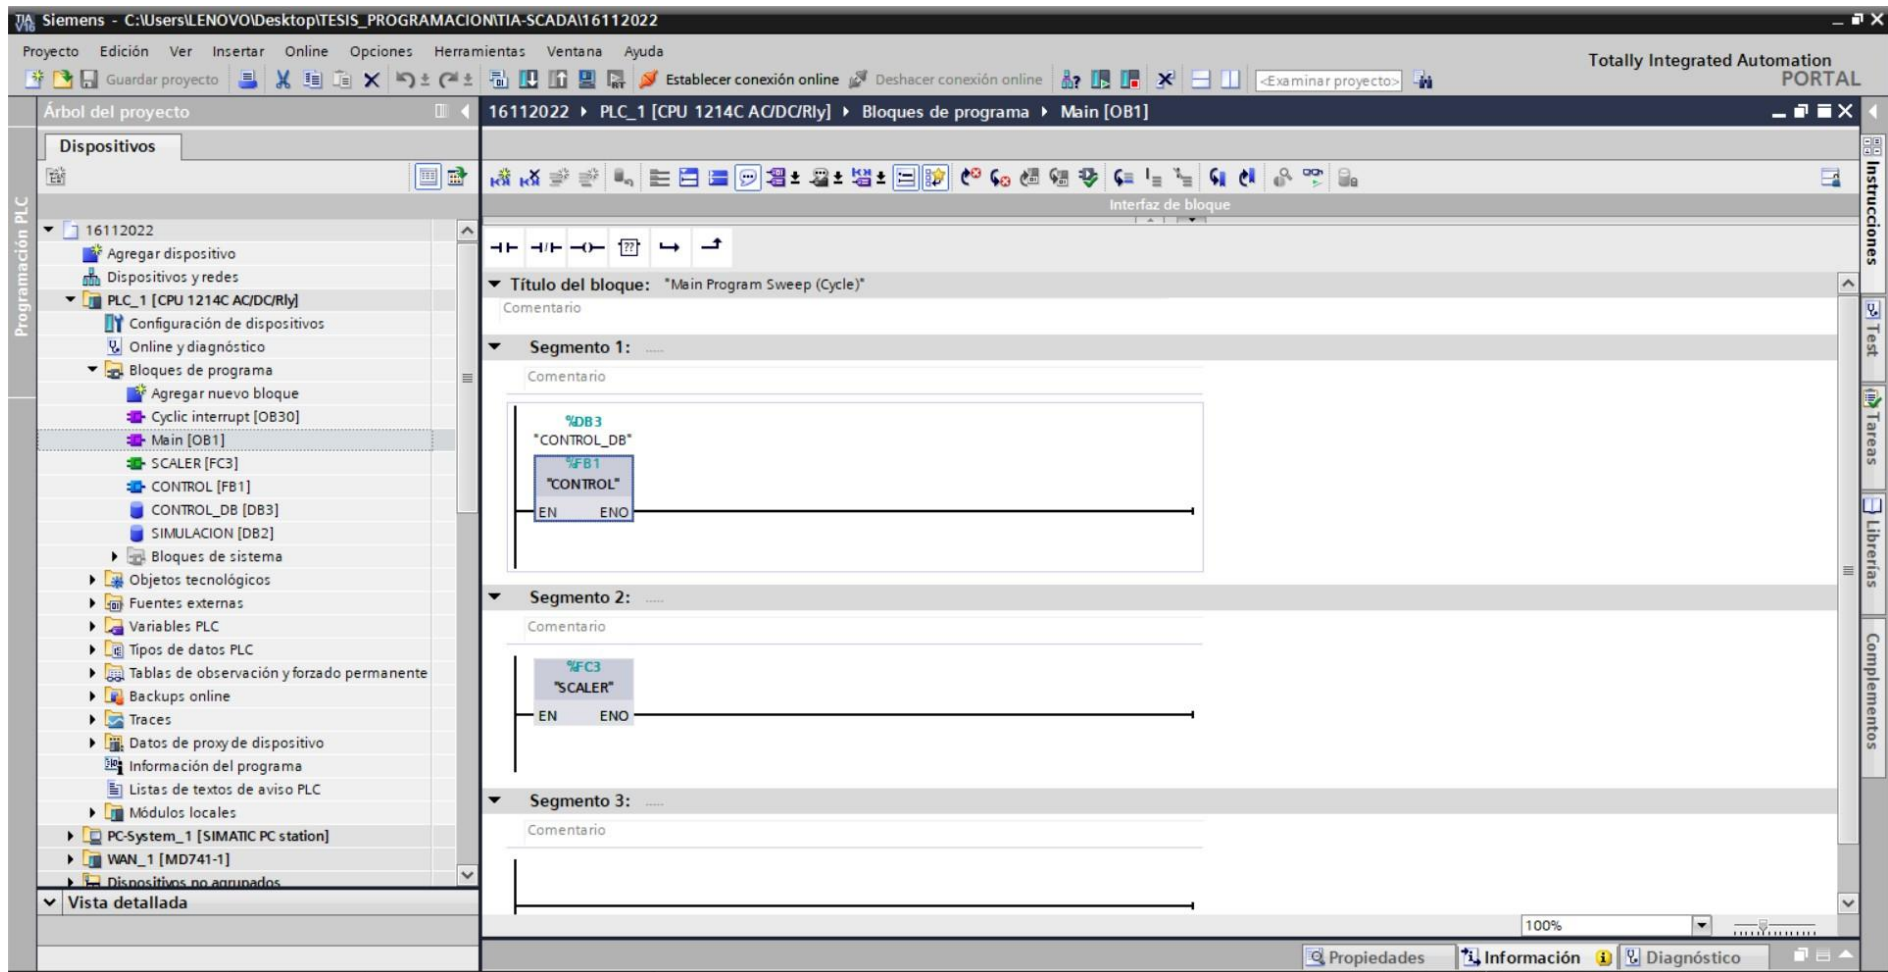 Siemens - C:\Users\LENOVO\Desktop\TESIS_PROGRAMACION\TIA-SCADA\16112022
Proyecto Edición Ver Insertar Online Opciones Herramientas Ventana Ayuda
Totally Integrated Automation
PORTAL
Guardar proyecto Establecer conexión online Deshacer conexión online <Examinar proyecto>
Árbol del proyecto
16112022 PLC_1 [CPU 1214C AC/DC/Rly] Bloques de programa Main [OB1]
Dispositivos
Programación PLC
16112022
Agregar dispositivo
Dispositivos y redes
PLC_1 [CPU 1214C AC/DC/Rly]
Configuración de dispositivos
Online y diagnóstico
Bloques de programa
Agregar nuevo bloque
Cyclic interrupt [OB30]
Main [OB1]
SCALER [FC3]
CONTROL [FB1]
CONTROL_DB [DB3]
SIMULACION [DB2]
Bloques de sistema
Objetos tecnológicos
Fuentes externas
Variables PLC
Tipos de datos PLC
Tablas de observación y forzado permanente
Backups online
Traces
Datos de proxy de dispositivo
Información del programa
Listas de textos de aviso PLC
Módulos locales
PC-System_1 [SIMATIC PC station]
WAN_1 [MD741-1]
Dispositivos no agrupados
Vista detallada
Interfaz de bloque
??
Título del bloque: "Main Program Sweep (Cycle)"
Comentario
Segmento 1: .....
Comentario
%DB3
"CONTROL_DB"
%FB1
"CONTROL"
EN ENO
Segmento 2: .....
Comentario
%FC3
"SCALER"
EN ENO
Segmento 3: .....
Comentario
100%
Propiedades Información Diagnóstico
Instrucciones
Test
Tareas
Librerías
Complementos